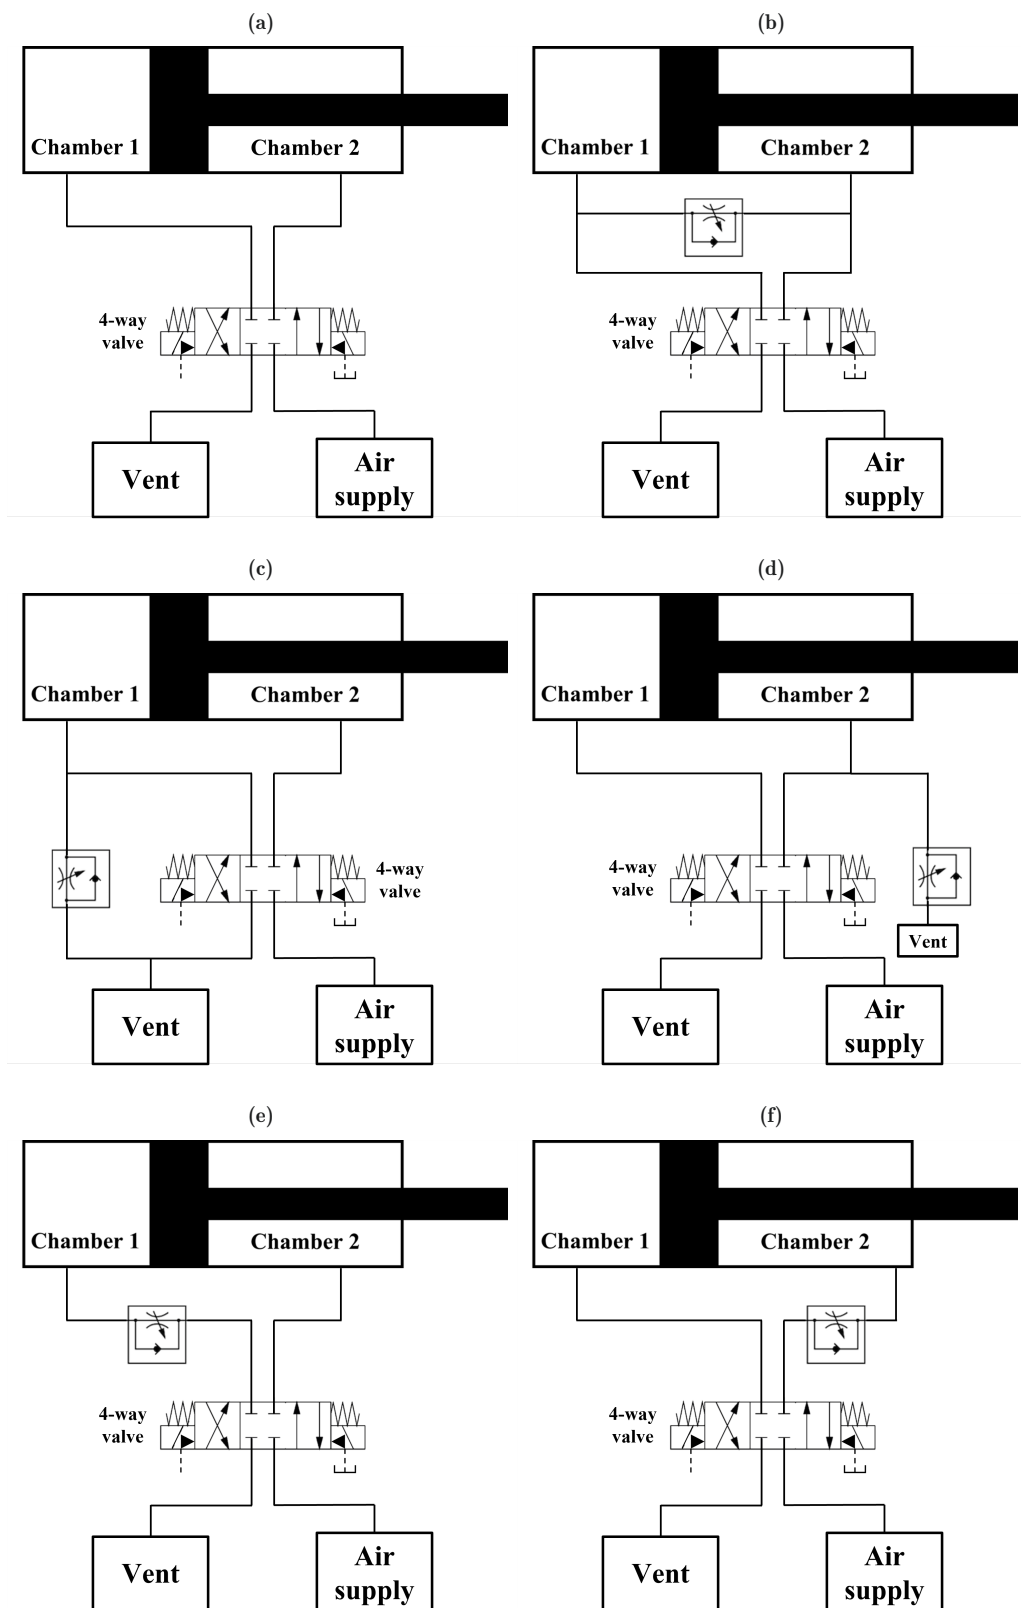 (a)
Chamber 1
Chamber 2
4-way
valve
Vent
Air
supply
(b)
Chamber 1
Chamber 2
4-way
valve
Vent
Air
supply
(c)
Chamber 1
Chamber 2
4-way
valve
Vent
Air
supply
(d)
Chamber 1
Chamber 2
4-way
valve
Vent
Vent
Air
supply
(e)
Chamber 1
Chamber 2
4-way
valve
Vent
Air
supply
(f)
Chamber 1
Chamber 2
4-way
valve
Vent
Air
supply